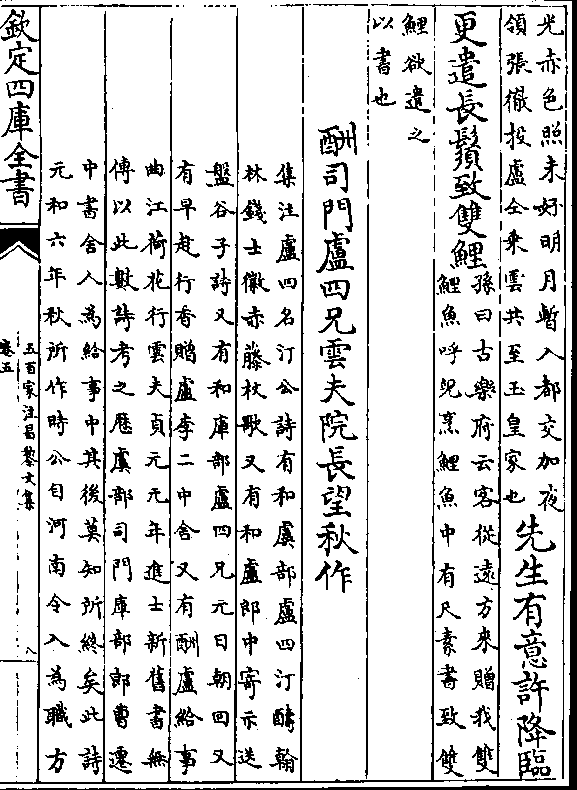 光赤色照未好明月暫入都交加夜
領張徹投盧仝乘雲共至玉皇家也
先生有意許降臨
更遣長鬚致雙鯉
孫曰古樂府云客從遠方來贈我雙
鯉魚呼兒烹鯉魚中有尺素書致雙
鯉欲遺之
以書也
酬司門盧四兄雲夫院長望秋作
集注盧四名汀公詩有和虞部盧四汀醻翰
林錢士徽赤藤杖歌又有和盧郎中寄示送
盤谷子詩又有和庫部盧四兄元日朝回又
有早赴行香贈盧李二中舍又有酬盧給事
曲江荷花行雲夫貞元元年進士新舊書無
傳以此數詩考之歷虞部司門庫部郎曹遷
中書舍人為給事中其後莫知所終矣此詩
元和六年秋所作時公自河南令入為職方
欽定四庫全書
卷五
五百家注昌黎文集
八